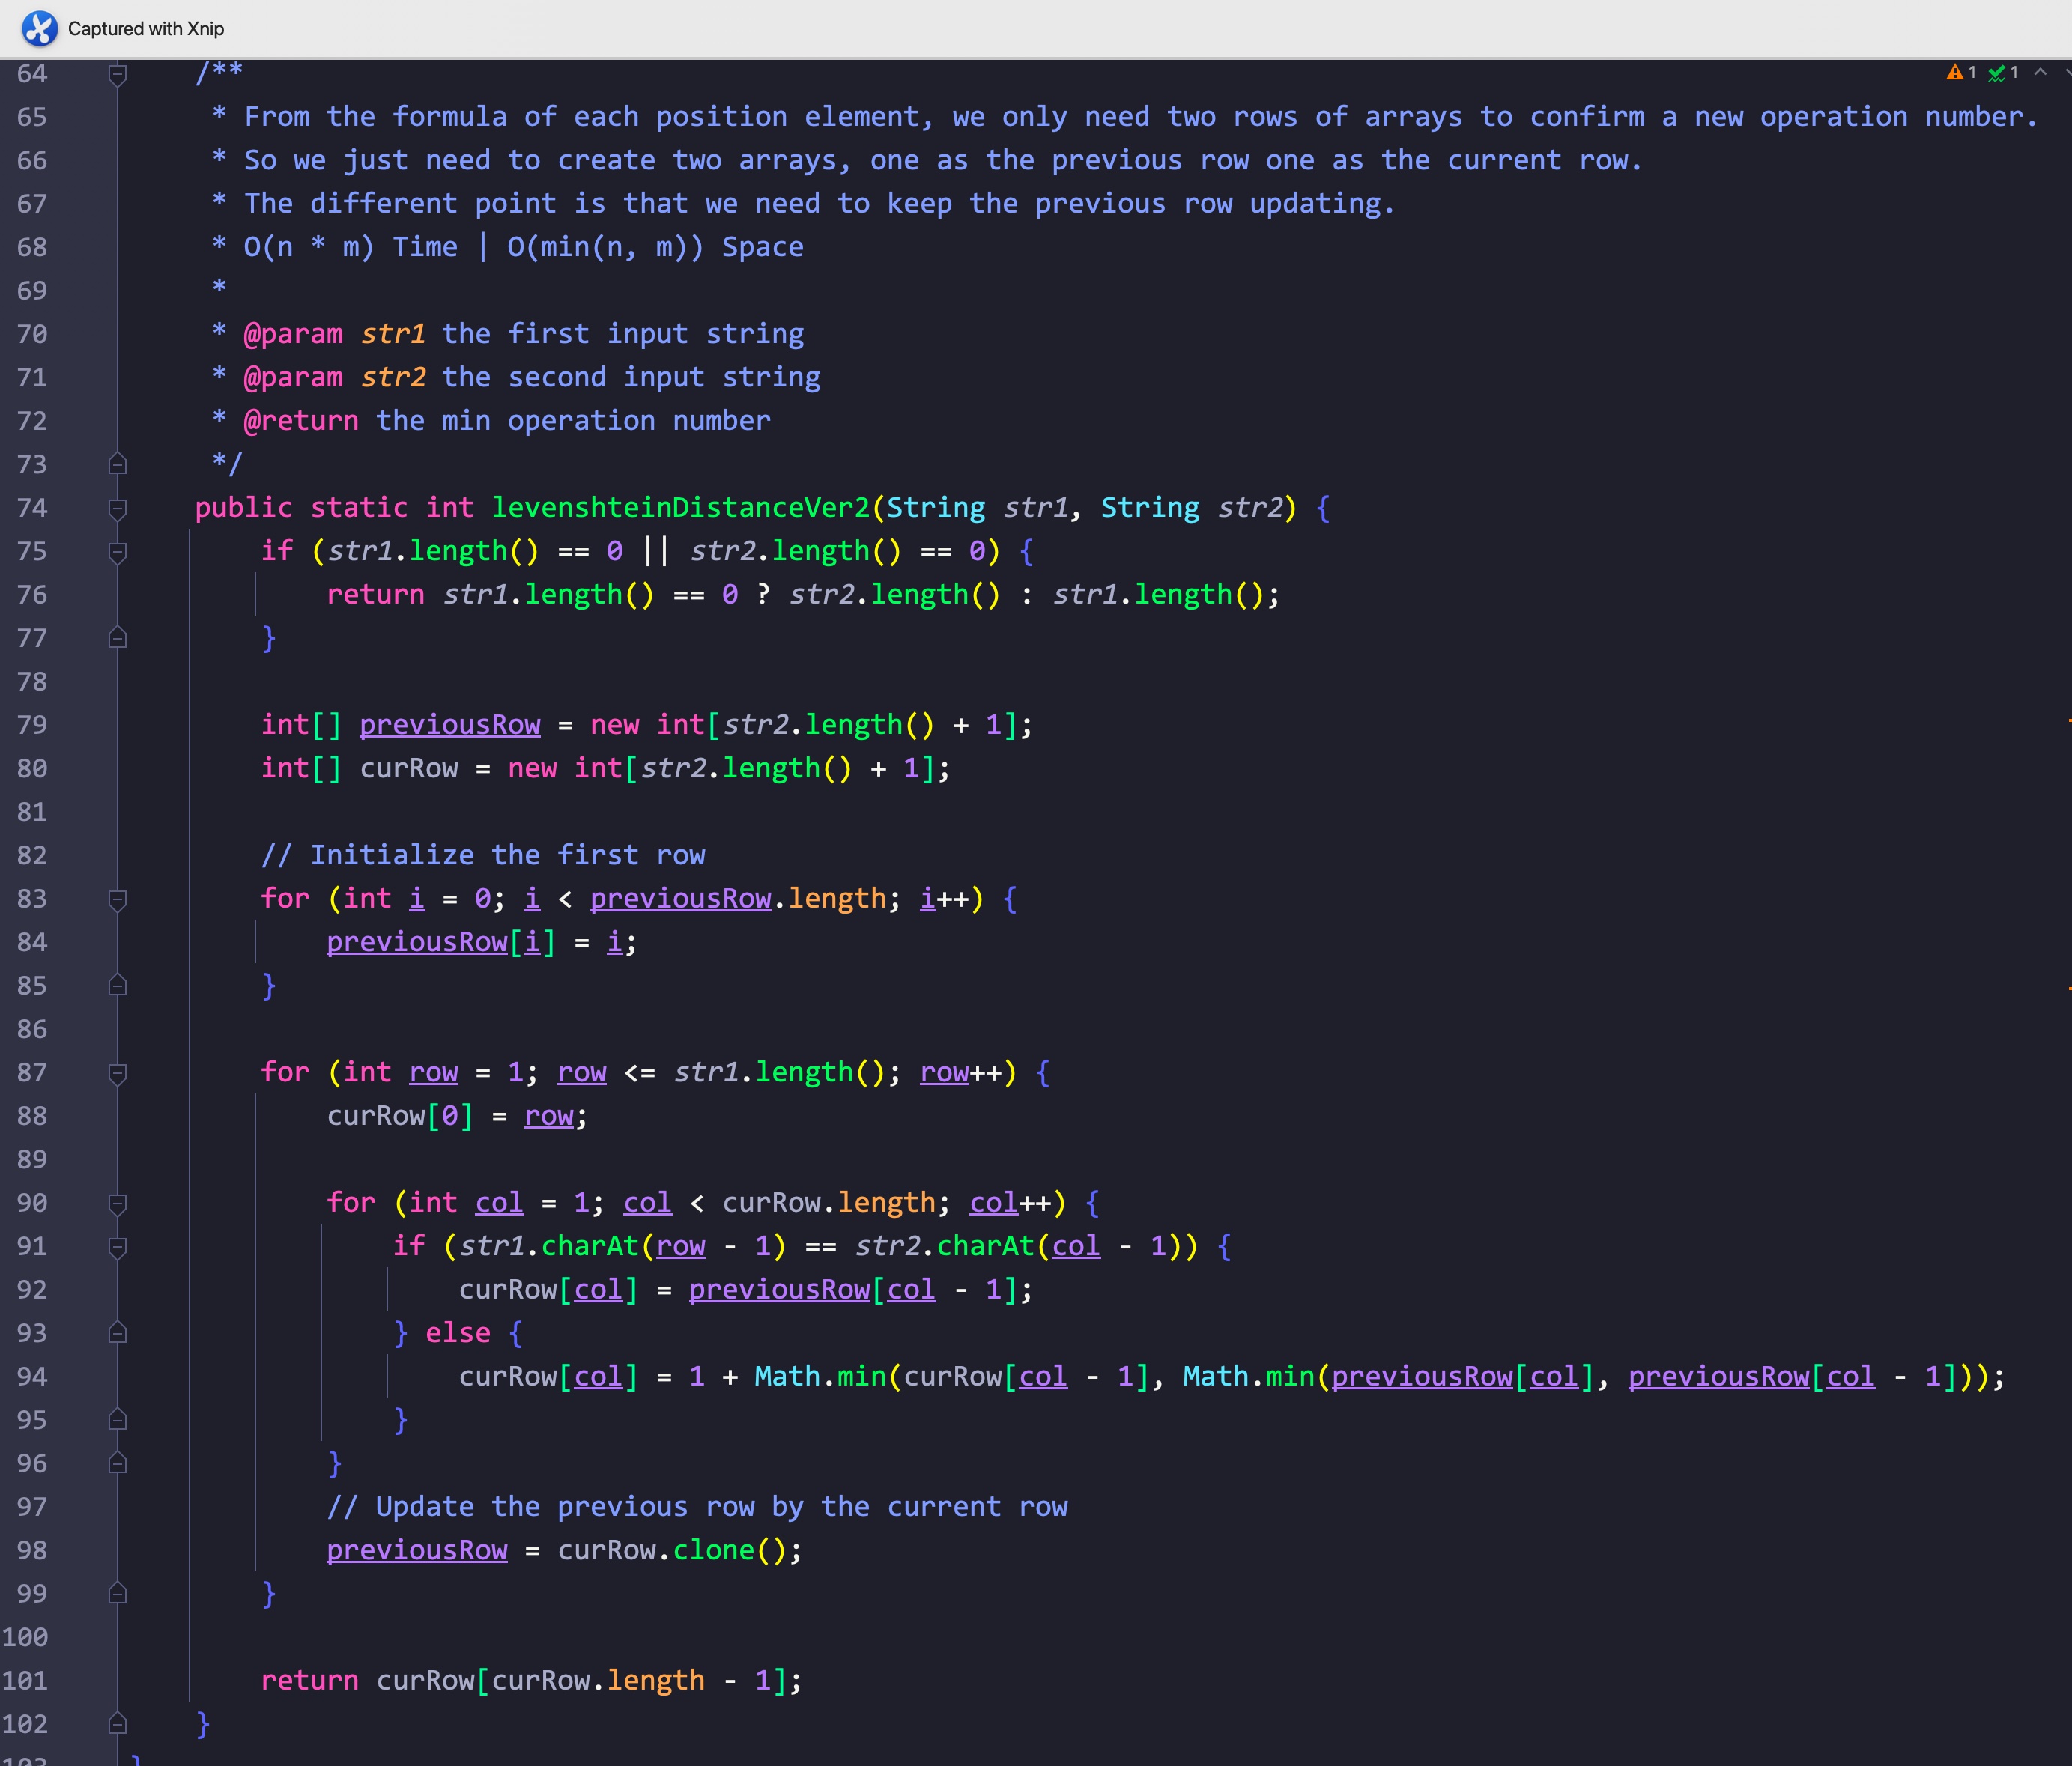 Captured with Xnip
64 /**
1 1
65 * From the formula of each position element, we only need two rows of arrays to confirm a new operation number.
66 * So we just need to create two arrays, one as the previous row one as the current row.
67 * The different point is that we need to keep the previous row updating.
68 * O(n * m) Time | O(min(n, m)) Space
69 *
70 * @param str1 the first input string
71 * @param str2 the second input string
72 * @return the min operation number
73 */
74 public static int levenshteinDistanceVer2(String str1, String str2) {
75 if (str1.length() == 0 || str2.length() == 0) {
76 return str1.length() == 0 ? str2.length() : str1.length();
77 }
78
79 int[] previousRow = new int[str2.length() + 1];
80 int[] curRow = new int[str2.length() + 1];
81
82 // Initialize the first row
83 for (int i = 0; i < previousRow.length; i++) {
84 previousRow[i] = i;
85 }
86
87 for (int row = 1; row <= str1.length(); row++) {
88 curRow[0] = row;
89
90 for (int col = 1; col < curRow.length; col++) {
91 if (str1.charAt(row - 1) == str2.charAt(col - 1)) {
92 curRow[col] = previousRow[col - 1];
93 } else {
94 curRow[col] = 1 + Math.min(curRow[col - 1], Math.min(previousRow[col], previousRow[col - 1]));
95 }
96 }
97 // Update the previous row by the current row
98 previousRow = curRow.clone();
99 }
100
101 return curRow[curRow.length - 1];
102 }
103 }